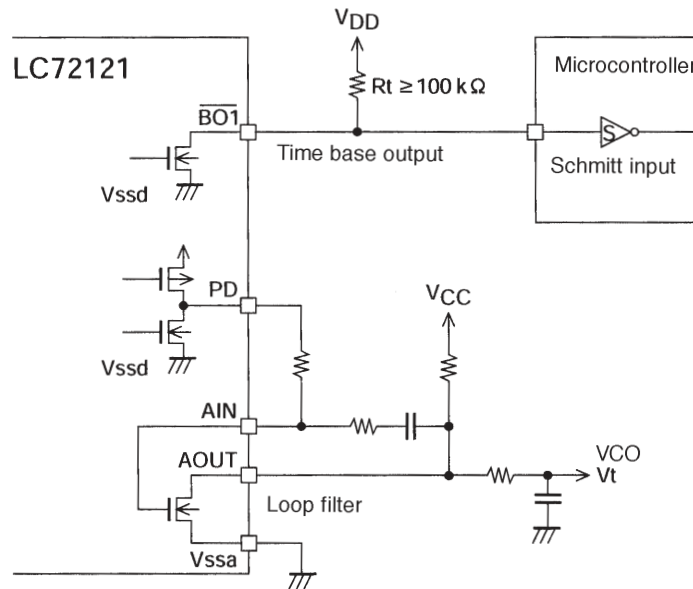 VDD
LC72121
Microcontroller
Rt ≥ 100 k Ω
BO1
S
Time base output
Schmitt input
Vssd
PD
VCC
Vssd
AIN
AOUT
VCO
Vt
Loop filter
Vssa